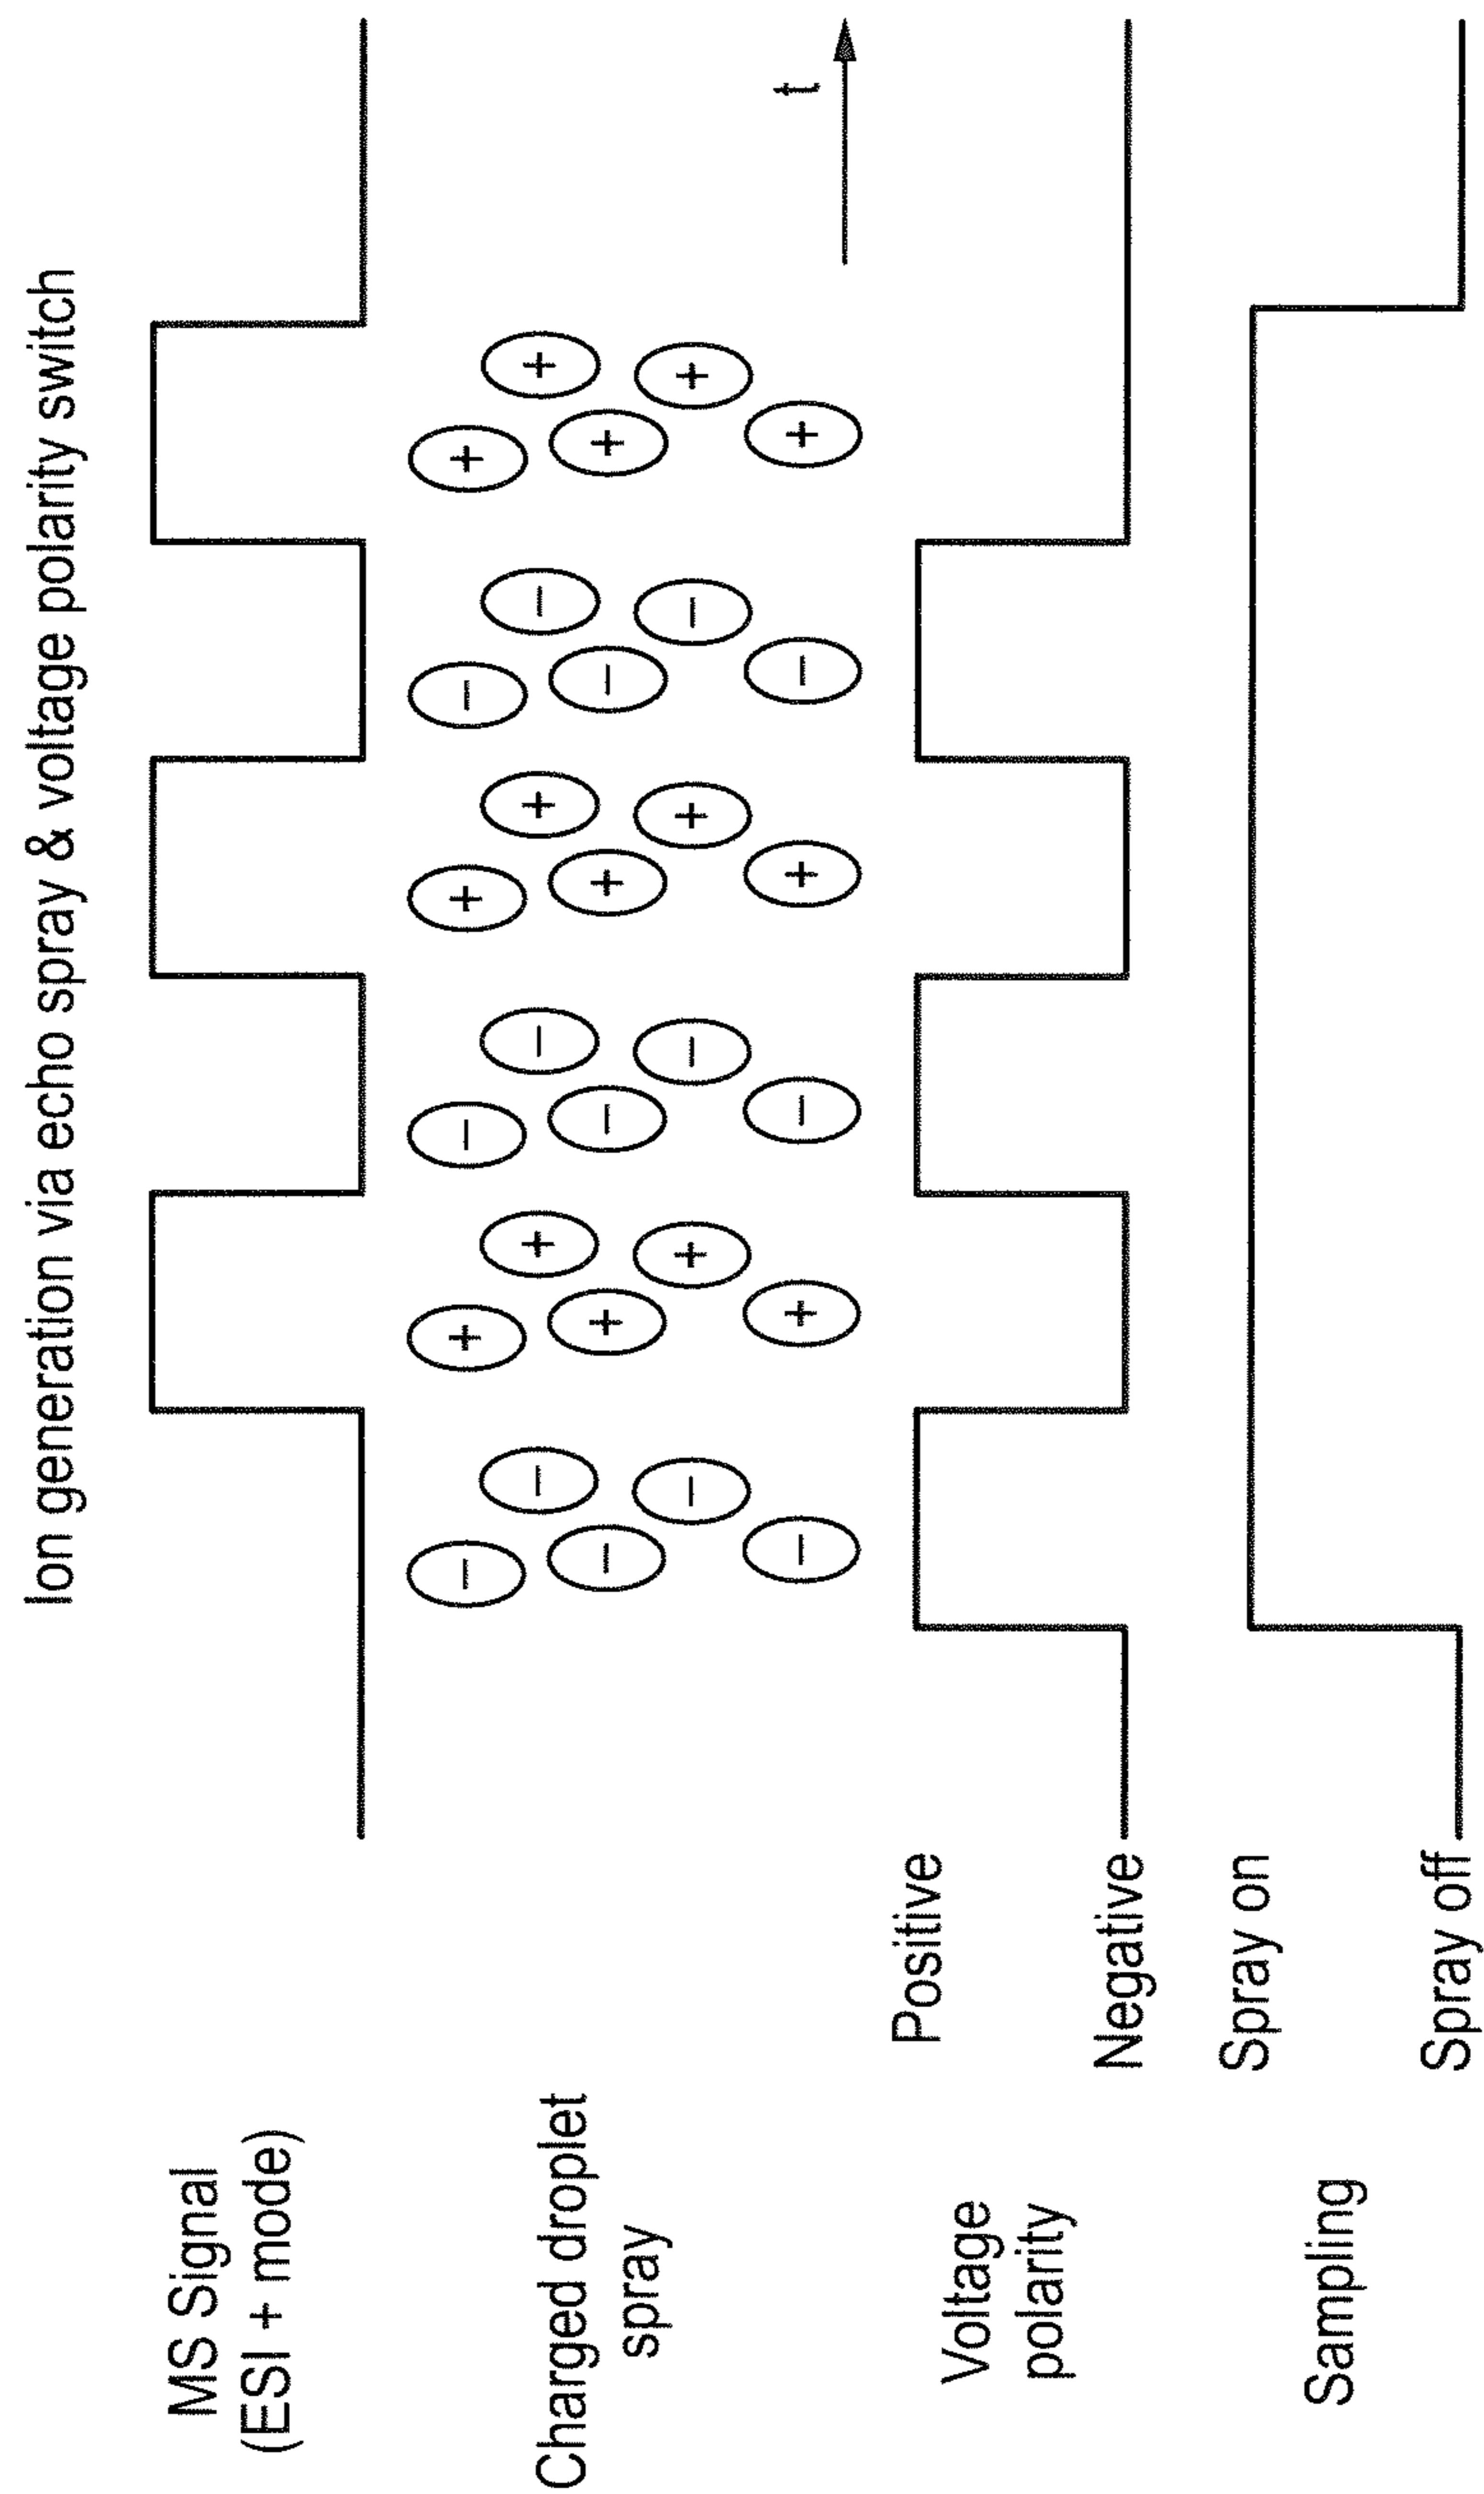 Ion generation via echo spray & voltage polarity switch
MS Signal
(ESI + mode)
Charged droplet
spray
− − − − −
+ + + + +
− − − − −
+ + + + +
− − − − −
+ + + + +
t
Voltage
polarity
Positive
Negative
Sampling
Spray on
Spray off